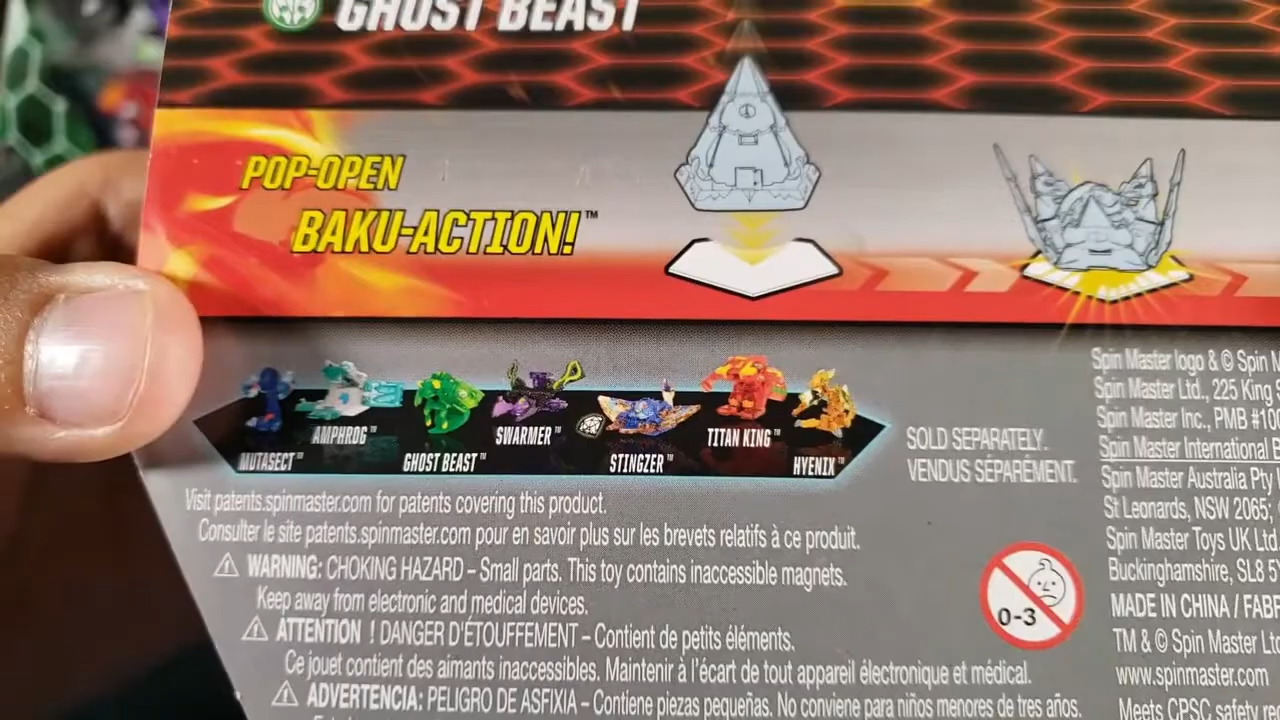 GHOST BEAST
POP-OPEN
BAKU-ACTION!™
MUTASECT™
AMPHROG™
GHOST BEAST™
SWARMER™
STINGZER™
TITAN KING™
HYENIX™
SOLD SEPARATELY.
VENDUS SÉPARÉMENT.
Visit patents.spinmaster.com for patents covering this product.
Consulter le site patents.spinmaster.com pour en savoir plus sur les brevets relatifs à ce produit.
WARNING: CHOKING HAZARD – Small parts. This toy contains inaccessible magnets.
Keep away from electronic and medical devices.
ATTENTION ! DANGER D'ÉTOUFFEMENT – Contient de petits éléments.
Ce jouet contient des aimants inaccessibles. Maintenir à l'écart de tout appareil électronique et médical.
ADVERTENCIA: PELIGRO DE ASFIXIA – Contiene piezas pequeñas. No conviene para niños menores de tres años.
0-3
Spin Master logo & © Spin
Spin Master Ltd., 225 King
Spin Master Inc., PMB #10
Spin Master International
Spin Master Australia Pty
St Leonards, NSW 2065;
Spin Master Toys UK Ltd
Buckinghamshire, SL8 5
MADE IN CHINA / FAB
TM & © Spin Master Lt
www.spinmaster.com
Meets CPSC safety re